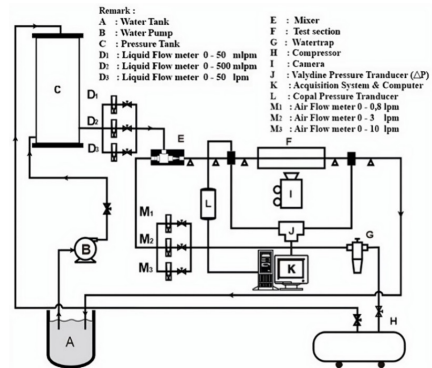 Remark :
A : Water Tank
B : Water Pump
C : Pressure Tank
D1 : Liquid Flow meter 0 - 50 mlpm
D2 : Liquid Flow meter 0 - 500 mlpm
D3 : Liquid Flow meter 0 - 50 lpm
E : Mixer
F : Test section
G : Watertrap
H : Compressor
I : Camera
J : Valydine Pressure Tranducer (△P)
K : Acquisition System & Computer
L : Copal Pressure Tranducer
M1 : Air Flow meter 0 - 0,8 lpm
M2 : Air Flow meter 0 - 3 lpm
M3 : Air Flow meter 0 - 10 lpm
C
D1
D2
D3
E
F
I
L
M1
M2
M3
J
G
K
B
A
H